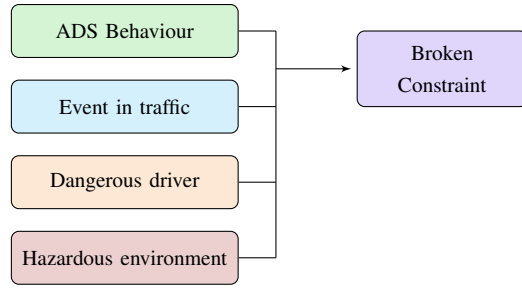 ADS Behaviour
Broken
Constraint
Event in traffic
Dangerous driver
Hazardous environment